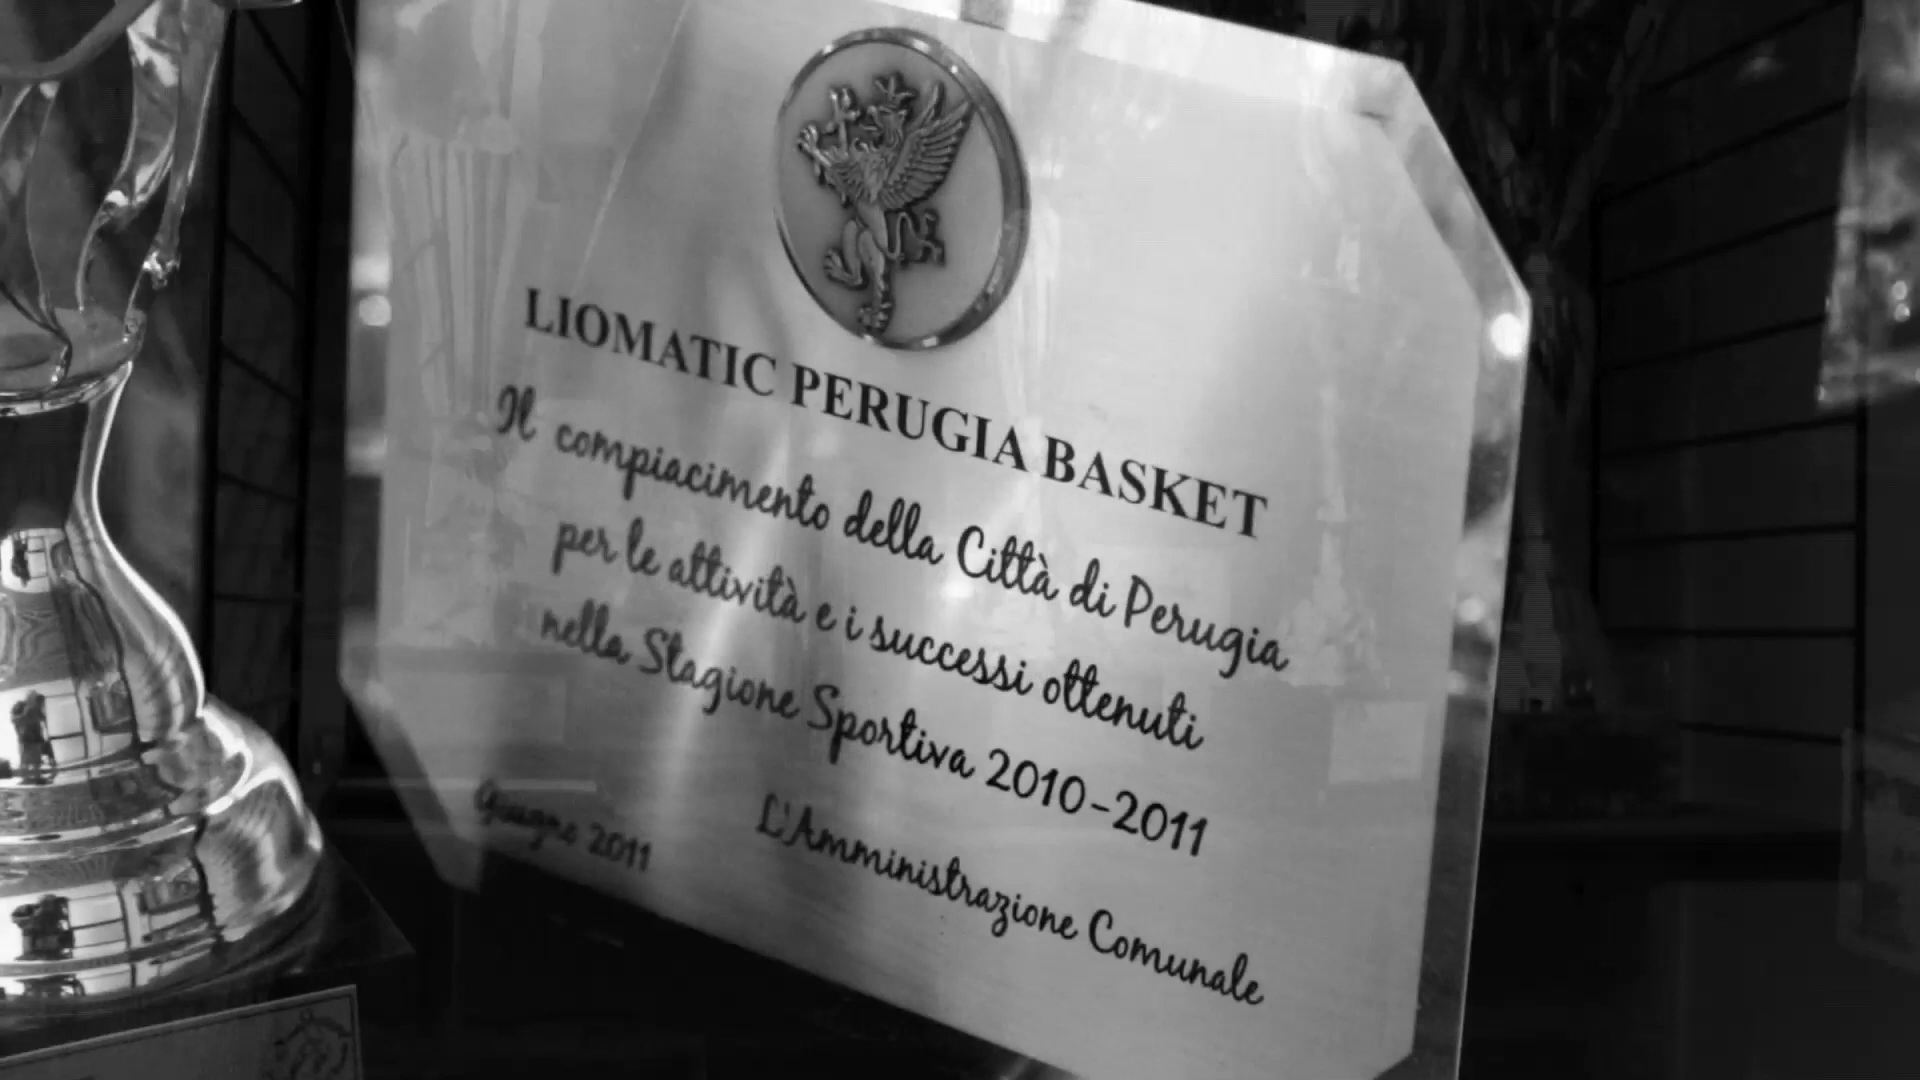 LIOMATIC PERUGIA BASKET
Il compiacimento della Città di Perugia
per le attività e i successi ottenuti
nella Stagione Sportiva 2010-2011
Giugno 2011
L'Amministrazione Comunale